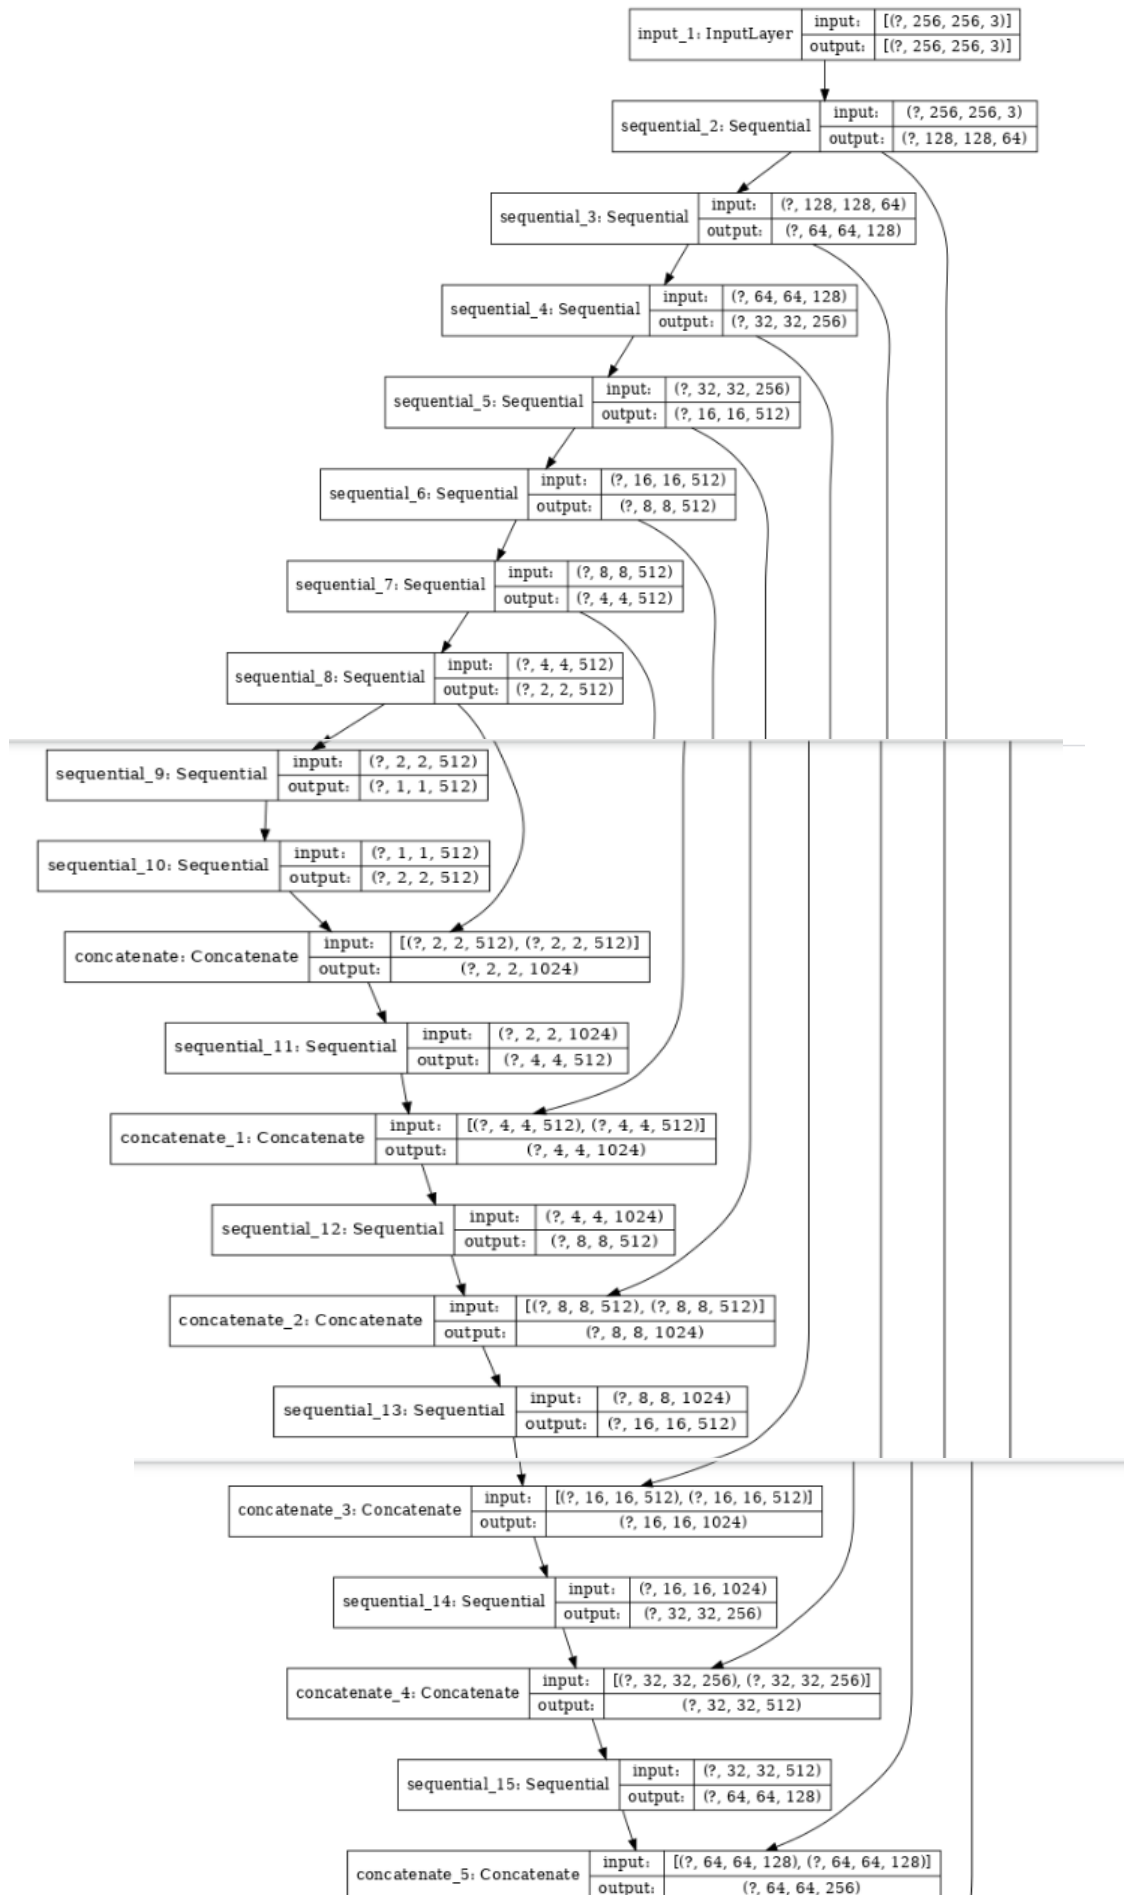 input_1: InputLayer
input: [(?, 256, 256, 3)]
output: [(?, 256, 256, 3)]
sequential_2: Sequential
input: (?, 256, 256, 3)
output: (?, 128, 128, 64)
sequential_3: Sequential
input: (?, 128, 128, 64)
output: (?, 64, 64, 128)
sequential_4: Sequential
input: (?, 64, 64, 128)
output: (?, 32, 32, 256)
sequential_5: Sequential
input: (?, 32, 32, 256)
output: (?, 16, 16, 512)
sequential_6: Sequential
input: (?, 16, 16, 512)
output: (?, 8, 8, 512)
sequential_7: Sequential
input: (?, 8, 8, 512)
output: (?, 4, 4, 512)
sequential_8: Sequential
input: (?, 4, 4, 512)
output: (?, 2, 2, 512)
sequential_9: Sequential
input: (?, 2, 2, 512)
output: (?, 1, 1, 512)
sequential_10: Sequential
input: (?, 1, 1, 512)
output: (?, 2, 2, 512)
concatenate: Concatenate
input: [(?, 2, 2, 512), (?, 2, 2, 512)]
output: (?, 2, 2, 1024)
sequential_11: Sequential
input: (?, 2, 2, 1024)
output: (?, 4, 4, 512)
concatenate_1: Concatenate
input: [(?, 4, 4, 512), (?, 4, 4, 512)]
output: (?, 4, 4, 1024)
sequential_12: Sequential
input: (?, 4, 4, 1024)
output: (?, 8, 8, 512)
concatenate_2: Concatenate
input: [(?, 8, 8, 512), (?, 8, 8, 512)]
output: (?, 8, 8, 1024)
sequential_13: Sequential
input: (?, 8, 8, 1024)
output: (?, 16, 16, 512)
concatenate_3: Concatenate
input: [(?, 16, 16, 512), (?, 16, 16, 512)]
output: (?, 16, 16, 1024)
sequential_14: Sequential
input: (?, 16, 16, 1024)
output: (?, 32, 32, 256)
concatenate_4: Concatenate
input: [(?, 32, 32, 256), (?, 32, 32, 256)]
output: (?, 32, 32, 512)
sequential_15: Sequential
input: (?, 32, 32, 512)
output: (?, 64, 64, 128)
concatenate_5: Concatenate
input: [(?, 64, 64, 128), (?, 64, 64, 128)]
output: (?, 64, 64, 256)